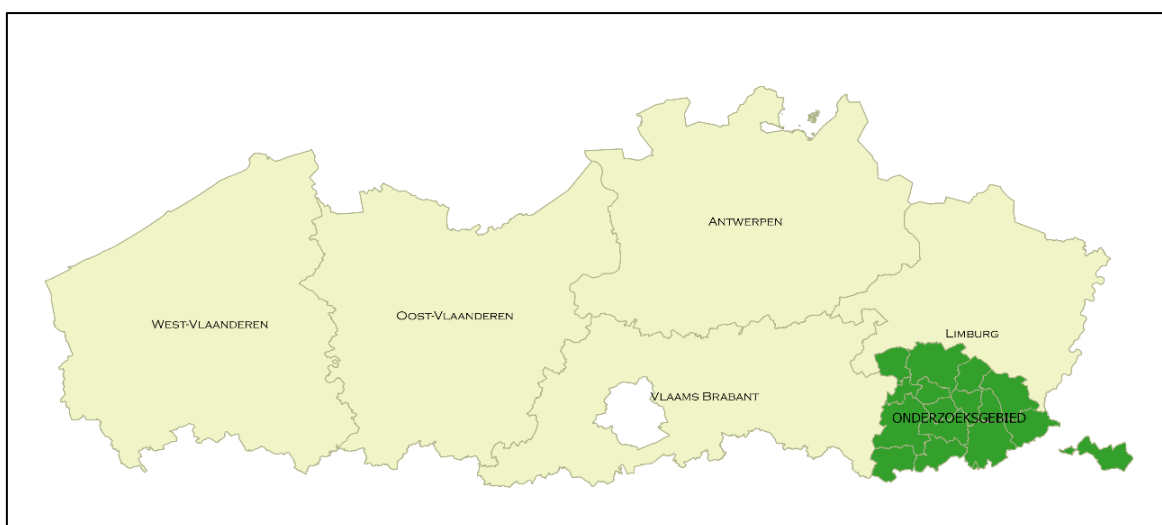 ANTWERPEN
OOST-VLAANDEREN
WEST-VLAANDEREN
LIMBURG
VLAAMS BRABANT
ONDERZOEKSGEBIED